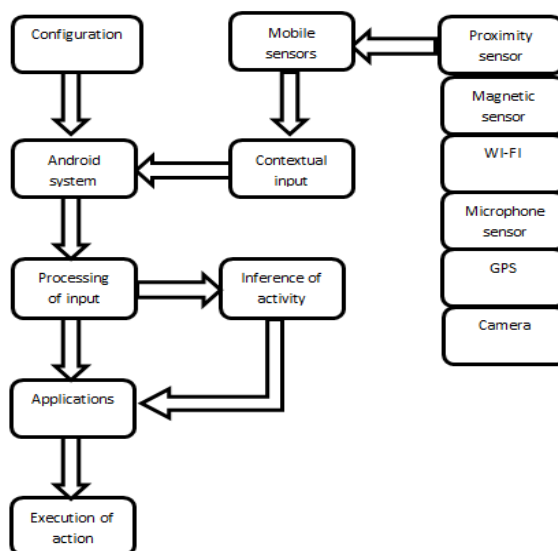 Configuration
Mobile
sensors
Proximity
sensor
Magnetic
sensor
WI-FI
Microphone
sensor
GPS
Camera
Android
system
Contextual
input
Processing
of input
Inference of
activity
Applications
Execution of
action